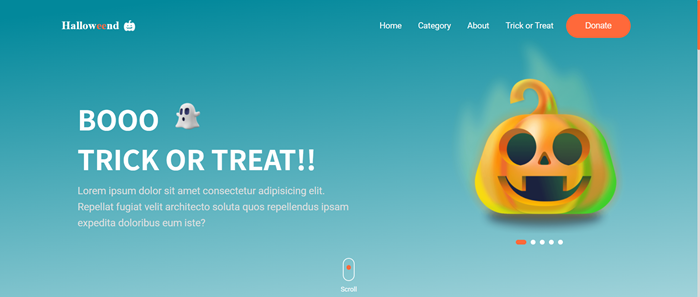 Halloweend
Home Category About Trick or Treat Donate
BOOO
TRICK OR TREAT!!
Lorem ipsum dolor sit amet consectetur adipisicing elit.
Repellat fugiat velit architecto soluta quos repellendus ipsam
expedita doloribus eum iste?
Scroll